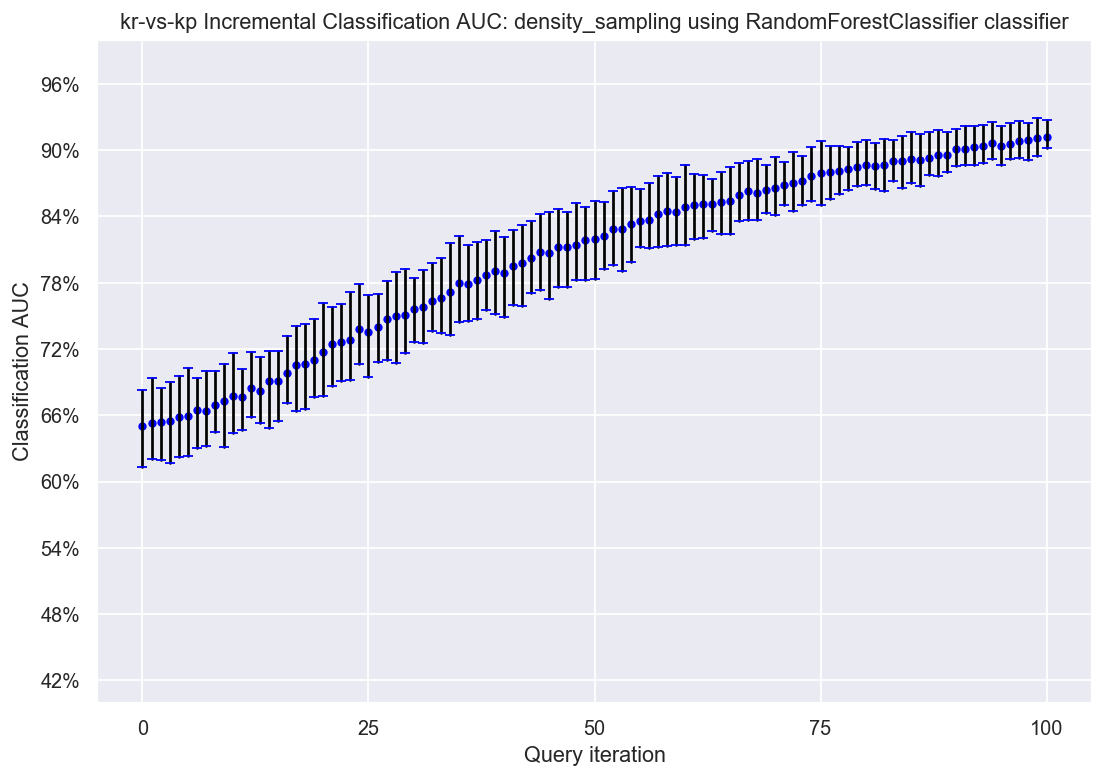 kr-vs-kp Incremental Classification AUC: density_sampling using RandomForestClassifier classifier
96%
90%
84%
78%
72%
66%
60%
54%
48%
42%
Classification AUC
0 25 50 75 100
Query iteration